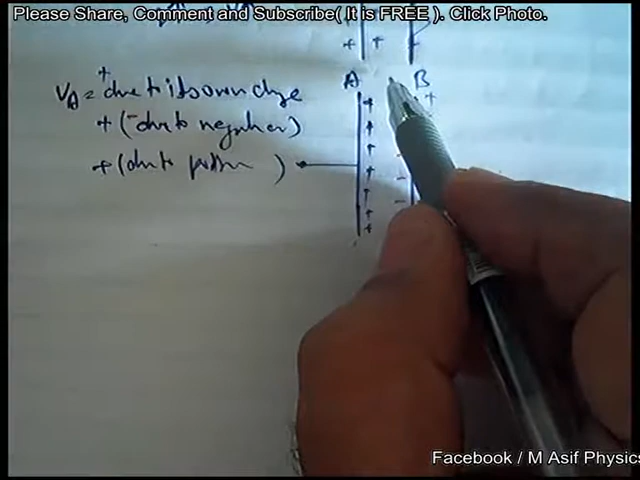 Please Share, Comment and Subscribe( It is FREE ). Click Photo.
+ +
A B
V_A = + due to its own charge +
+ (- due to negative)
+ (due to )
Facebook / M Asif Physics